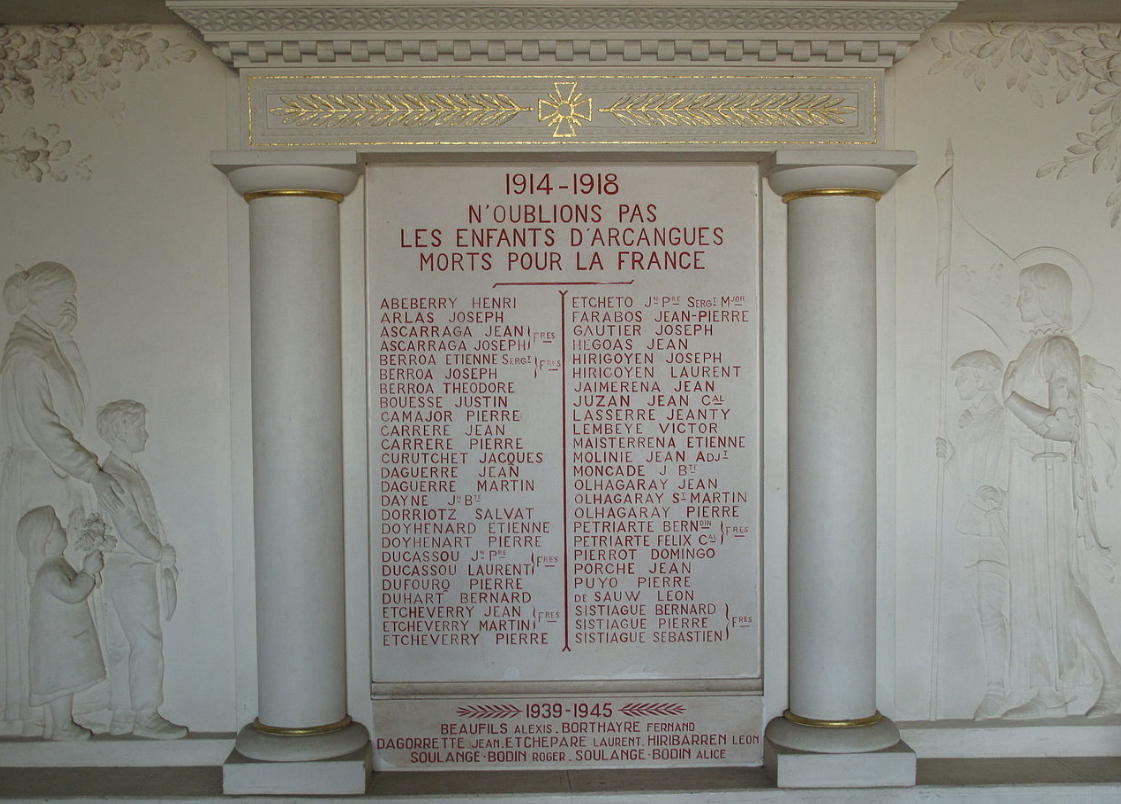 1914-1918
N'OUBLIONS PAS
LES ENFANTS D'ARCANGUES
MORTS POUR LA FRANCE
ABEBERRY HENRI
ARLAS JOSEPH
ASCARRAGA JEAN
ASCARRAGA JOSEPH } FRES
BERROA ETIENNE SERGT
BERROA JOSEPH } FRES
BERROA THEODORE
BOUESSE JUSTIN
CAMAJOR PIERRE
CARRERE JEAN
CARRERE PIERRE
CURUTCHET JACQUES
DAGUERRE JEAN
DAGUERRE MARTIN
DAYNE JN BTE
DORRIOTZ SALVAT
DOYHENARD ETIENNE
DOYHENART PIERRE
DUCASSOU JN PRE
DUCASSOU LAURENT } FRES
DUFOURQ PIERRE
DUHART BERNARD
ETCHEVERRY JEAN
ETCHEVERRY MARTIN } FRES
ETCHEVERRY PIERRE
ETCHETO JN PRE SERGT MJOR
FARABOS JEAN-PIERRE
GAUTIER JOSEPH
HEGOAS JEAN
HIRIGOYEN JOSEPH
HIRIGOYEN LAURENT
JAIMERENA JEAN
JUZAN JEAN CAL
LASSERRE JEANTY
LEMBEYE VICTOR
MAISTERRENA ETIENNE
MOLINIE JEAN ADJT
MONCADE J BTE
OLHAGARAY JEAN
OLHAGARAY ST MARTIN
OLHAGARAY PIERRE
PETRIARTE BERNDIN
PETRIARTE FELIX CAL } FRES
PIERROT DOMINGO
PORCHE JEAN
PUYO PIERRE
DE SAUW LEON
SISTIAGUE BERNARD
SISTIAGUE PIERRE } FRES
SISTIAGUE SEBASTIEN
1939-1945
BEAUFILS ALEXIS. BORTHAYRE FERNAND
DAGORRETTE JEAN. ETCHEPARE LAURENT. HIRIBARREN LEON
SOULANGE-BODIN ROGER. SOULANGE-BODIN ALICE